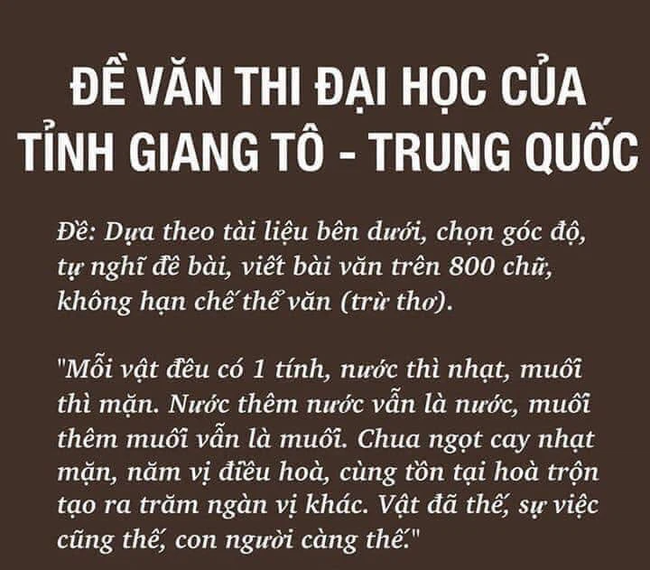 ĐỀ VĂN THI ĐẠI HỌC CỦA
TỈNH GIANG TÔ - TRUNG QUỐC
Đề: Dựa theo tài liệu bên dưới, chọn góc độ,
tự nghĩ đề bài, viết bài văn trên 800 chữ,
không hạn chế thể văn (trừ thơ).
"Mỗi vật đều có 1 tính, nước thì nhạt, muối
thì mặn. Nước thêm nước vẫn là nước, muối
thêm muối vẫn là muối. Chua ngọt cay nhạt
mặn, năm vị điều hoà, cùng tồn tại hoà trộn
tạo ra trăm ngàn vị khác. Vật đã thế, sự việc
cũng thế, con người càng thế."